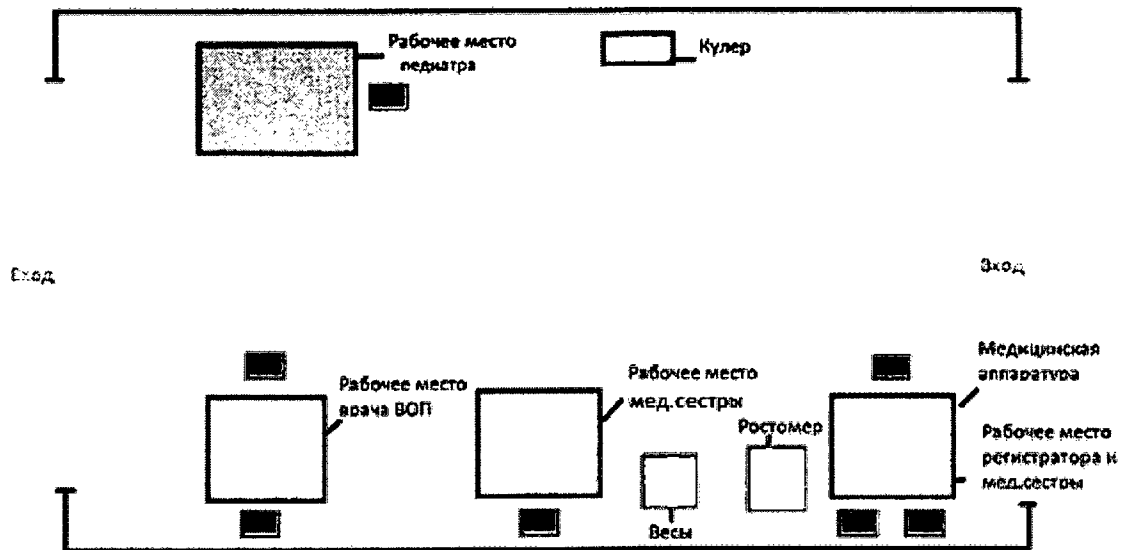 Рабочее место
педиатра
Кулер
Вход
Вход
Рабочее место
врача ВОП
Рабочее место
мед.сестры
Ростомер
Весы
Медицинская
аппаратура
Рабочее место
регистратора и
мед.сестры